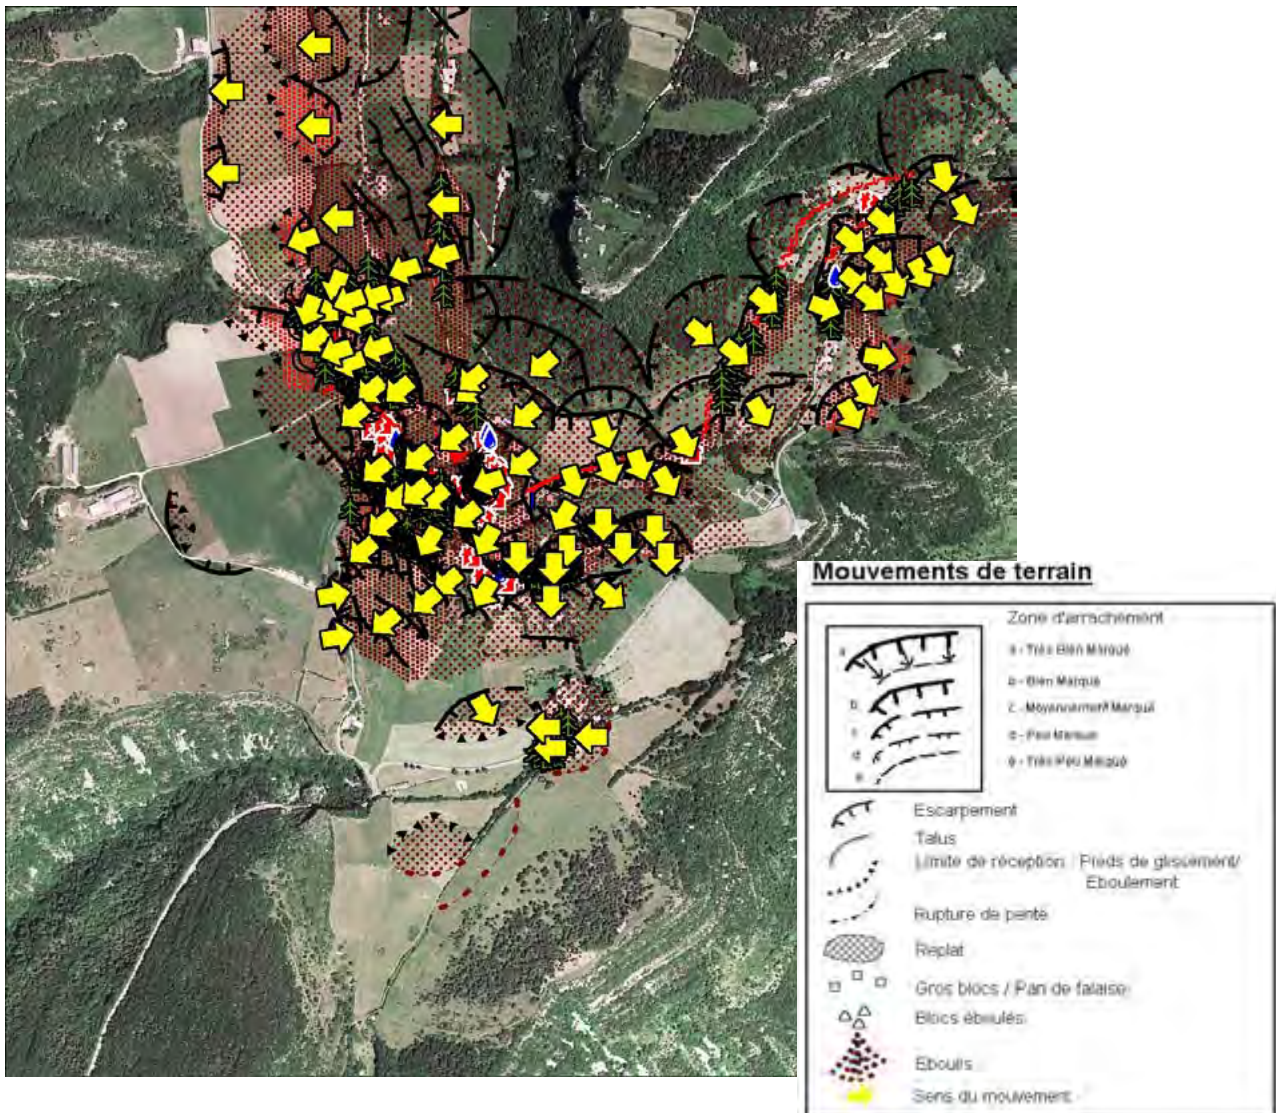 Mouvements de terrain
Zone d'arrachement
a - Très Bien Marqué
b - Bien Marqué
c - Moyennement Marqué
d - Peu Marqué
e - Très Peu Marqué
a
b
c
d
e
Escarpement
Talus
Limite de réception / Pieds de glissement/
Eboulement
Rupture de pente
Replat
Gros blocs / Pan de falaise
Blocs éboulés
Eboulis
Sens du mouvement